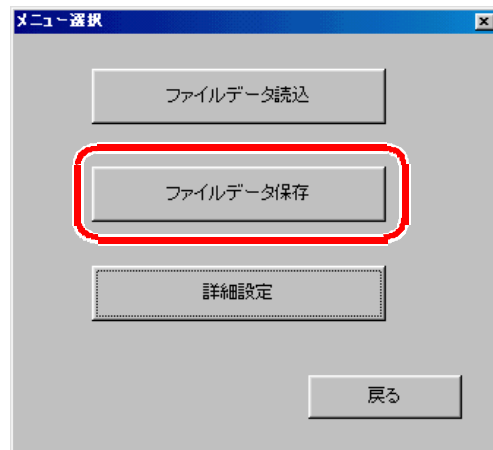 メニュー選択
ファイルデータ読込
ファイルデータ保存
詳細設定
戻る